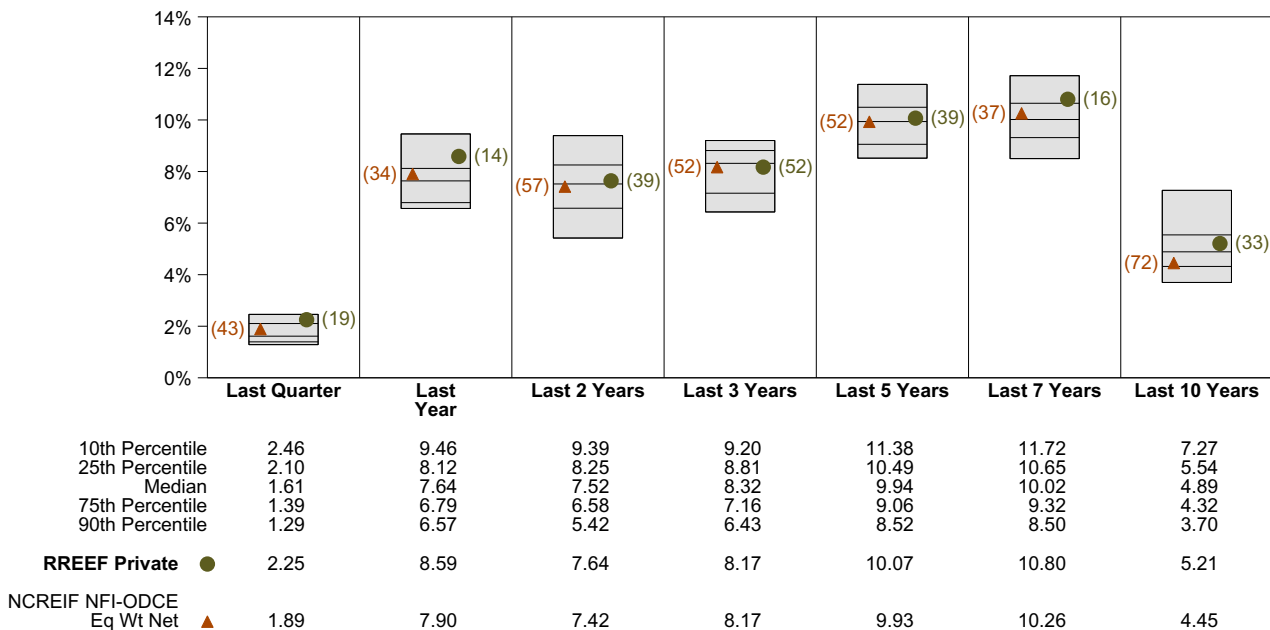 14%
12%
10%
8%
6%
4%
2%
0%
(43) (19)
(34) (14)
(57) (39)
(52) (52)
(52) (39)
(37) (16)
(72) (33)
Last Quarter Last Year Last 2 Years Last 3 Years Last 5 Years Last 7 Years Last 10 Years
10th Percentile 2.46 9.46 9.39 9.20 11.38 11.72 7.27
25th Percentile 2.10 8.12 8.25 8.81 10.49 10.65 5.54
Median 1.61 7.64 7.52 8.32 9.94 10.02 4.89
75th Percentile 1.39 6.79 6.58 7.16 9.06 9.32 4.32
90th Percentile 1.29 6.57 5.42 6.43 8.52 8.50 3.70
RREEF Private 2.25 8.59 7.64 8.17 10.07 10.80 5.21
NCREIF NFI-ODCE
Eq Wt Net 1.89 7.90 7.42 8.17 9.93 10.26 4.45